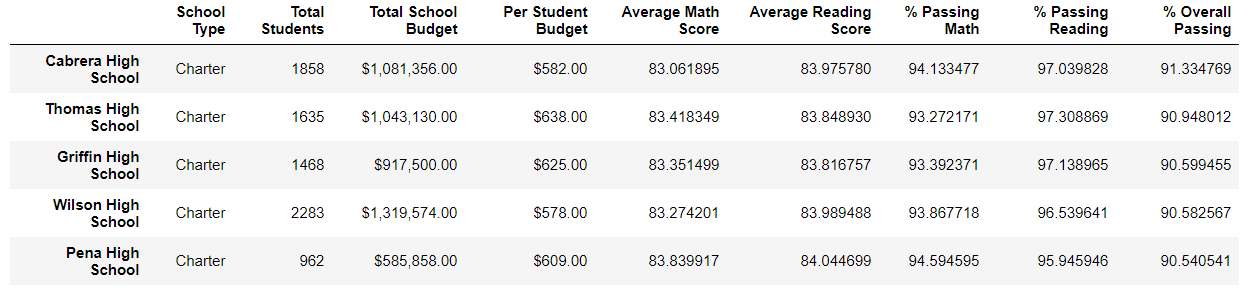 School Type Total Students Total School Budget Per Student Budget Average Math Score Average Reading Score % Passing Math % Passing Reading % Overall Passing
Cabrera High School Charter 1858 $1,081,356.00 $582.00 83.061895 83.975780 94.133477 97.039828 91.334769
Thomas High School Charter 1635 $1,043,130.00 $638.00 83.418349 83.848930 93.272171 97.308869 90.948012
Griffin High School Charter 1468 $917,500.00 $625.00 83.351499 83.816757 93.392371 97.138965 90.599455
Wilson High School Charter 2283 $1,319,574.00 $578.00 83.274201 83.989488 93.867718 96.539641 90.582567
Pena High School Charter 962 $585,858.00 $609.00 83.839917 84.044699 94.594595 95.945946 90.540541